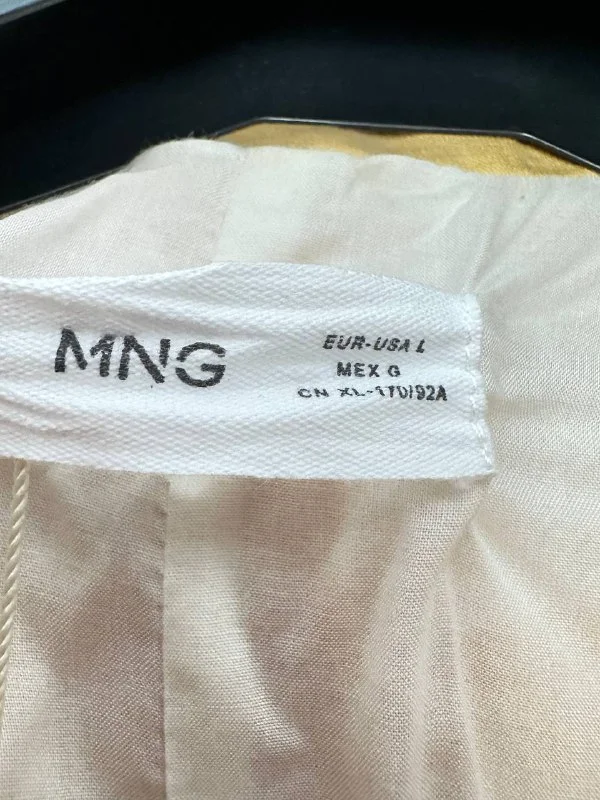 MNG
EUR-USA L
MEX G
CN XL-170/92A